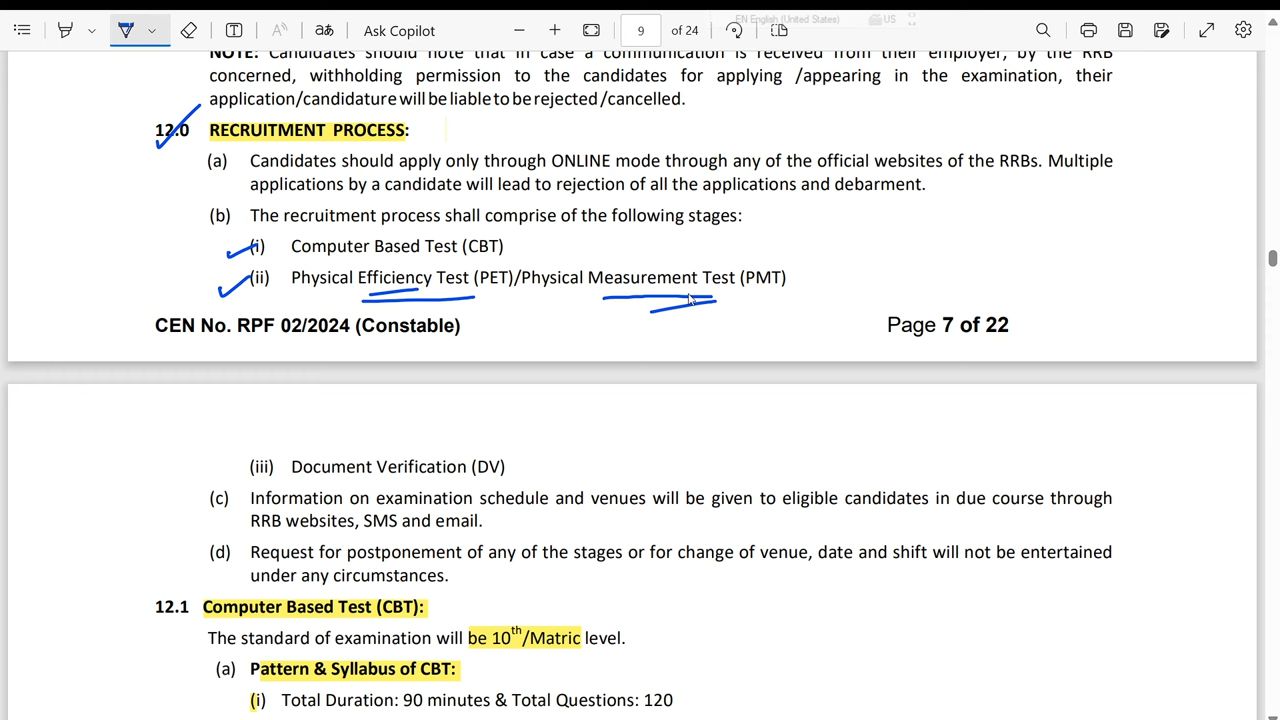 EN English (United States) US
Ask Copilot 9 of 24
NOTE: Candidates should note that in case a communication is received from their employer, by the RRB
concerned, withholding permission to the candidates for applying /appearing in the examination, their
application/candidature will be liable to be rejected /cancelled.
12.0 RECRUITMENT PROCESS:
(a) Candidates should apply only through ONLINE mode through any of the official websites of the RRBs. Multiple
applications by a candidate will lead to rejection of all the applications and debarment.
(b) The recruitment process shall comprise of the following stages:
(i) Computer Based Test (CBT)
(ii) Physical Efficiency Test (PET)/Physical Measurement Test (PMT)
CEN No. RPF 02/2024 (Constable) Page 7 of 22
(iii) Document Verification (DV)
(c) Information on examination schedule and venues will be given to eligible candidates in due course through
RRB websites, SMS and email.
(d) Request for postponement of any of the stages or for change of venue, date and shift will not be entertained
under any circumstances.
12.1 Computer Based Test (CBT):
The standard of examination will be 10th/Matric level.
(a) Pattern & Syllabus of CBT:
(i) Total Duration: 90 minutes & Total Questions: 120